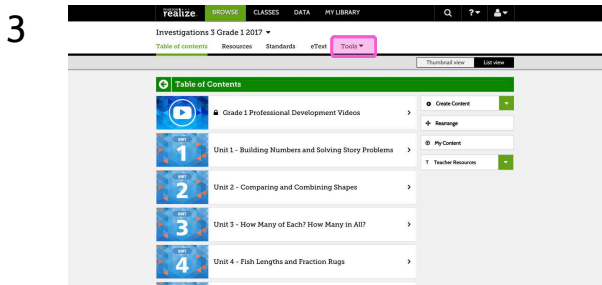 3
realize. BROWSE CLASSES DATA MY LIBRARY ?
Investigations 3 Grade 1 2017
Table of contents Resources Standards eText Tools
Thumbnail view List view
Table of Contents
Grade 1 Professional Development Videos
Create Content
Rearrange
UNIT
1
Unit 1 - Building Numbers and Solving Story Problems
My Content
T Teacher Resources
UNIT
2
Unit 2 - Comparing and Combining Shapes
UNIT
3
Unit 3 - How Many of Each? How Many in All?
UNIT
4
Unit 4 - Fish Lengths and Fraction Rugs